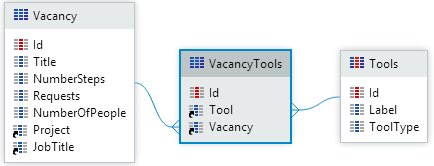 Vacancy
Id
Title
NumberSteps
Requests
NumberOfPeople
Project
JobTitle
VacancyTools
Id
Tool
Vacancy
Tools
Id
Label
ToolType